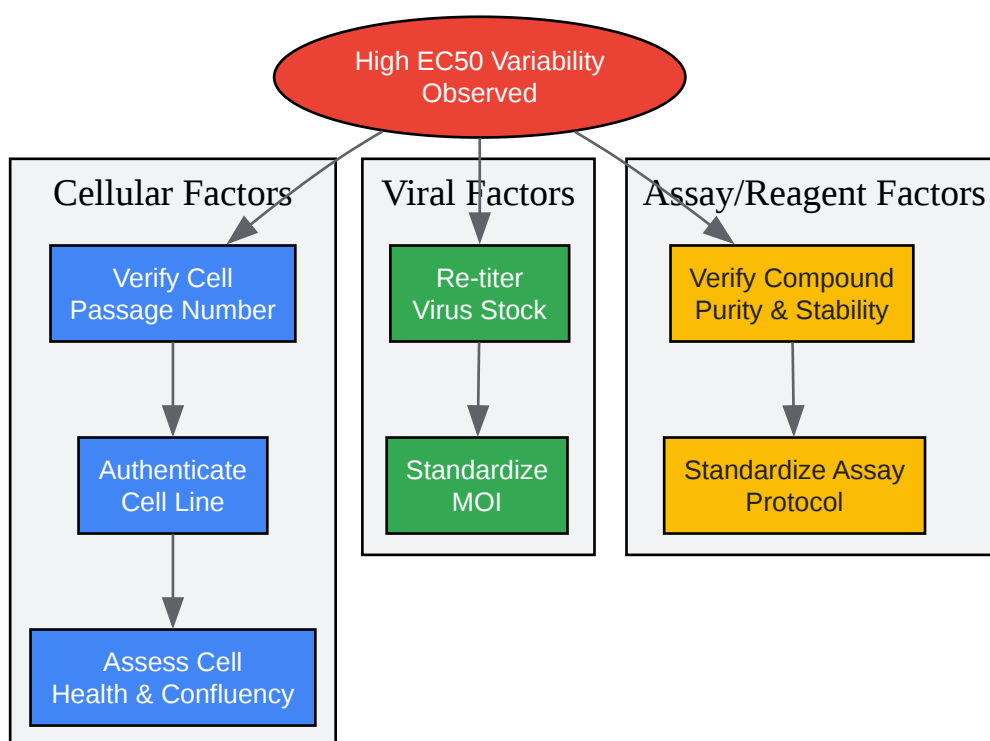 High EC50 Variability
Observed
Cellular Factors
Verify Cell
Passage Number
Authenticate
Cell Line
Assess Cell
Health & Confluency
Viral Factors
Re-titer
Virus Stock
Standardize
MOI
Assay/Reagent Factors
Verify Compound
Purity & Stability
Standardize Assay
Protocol